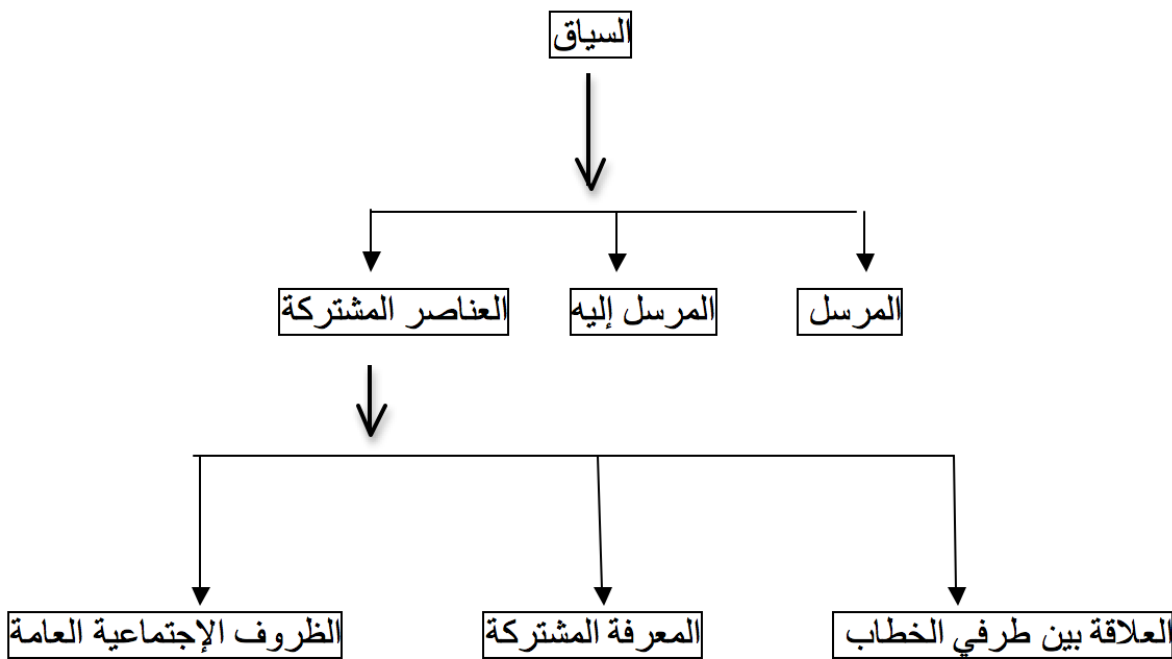 السياق
المرسل
المرسل إليه
العناصر المشتركة
العلاقة بين طرفي الخطاب
المعرفة المشتركة
الظروف الإجتماعية العامة